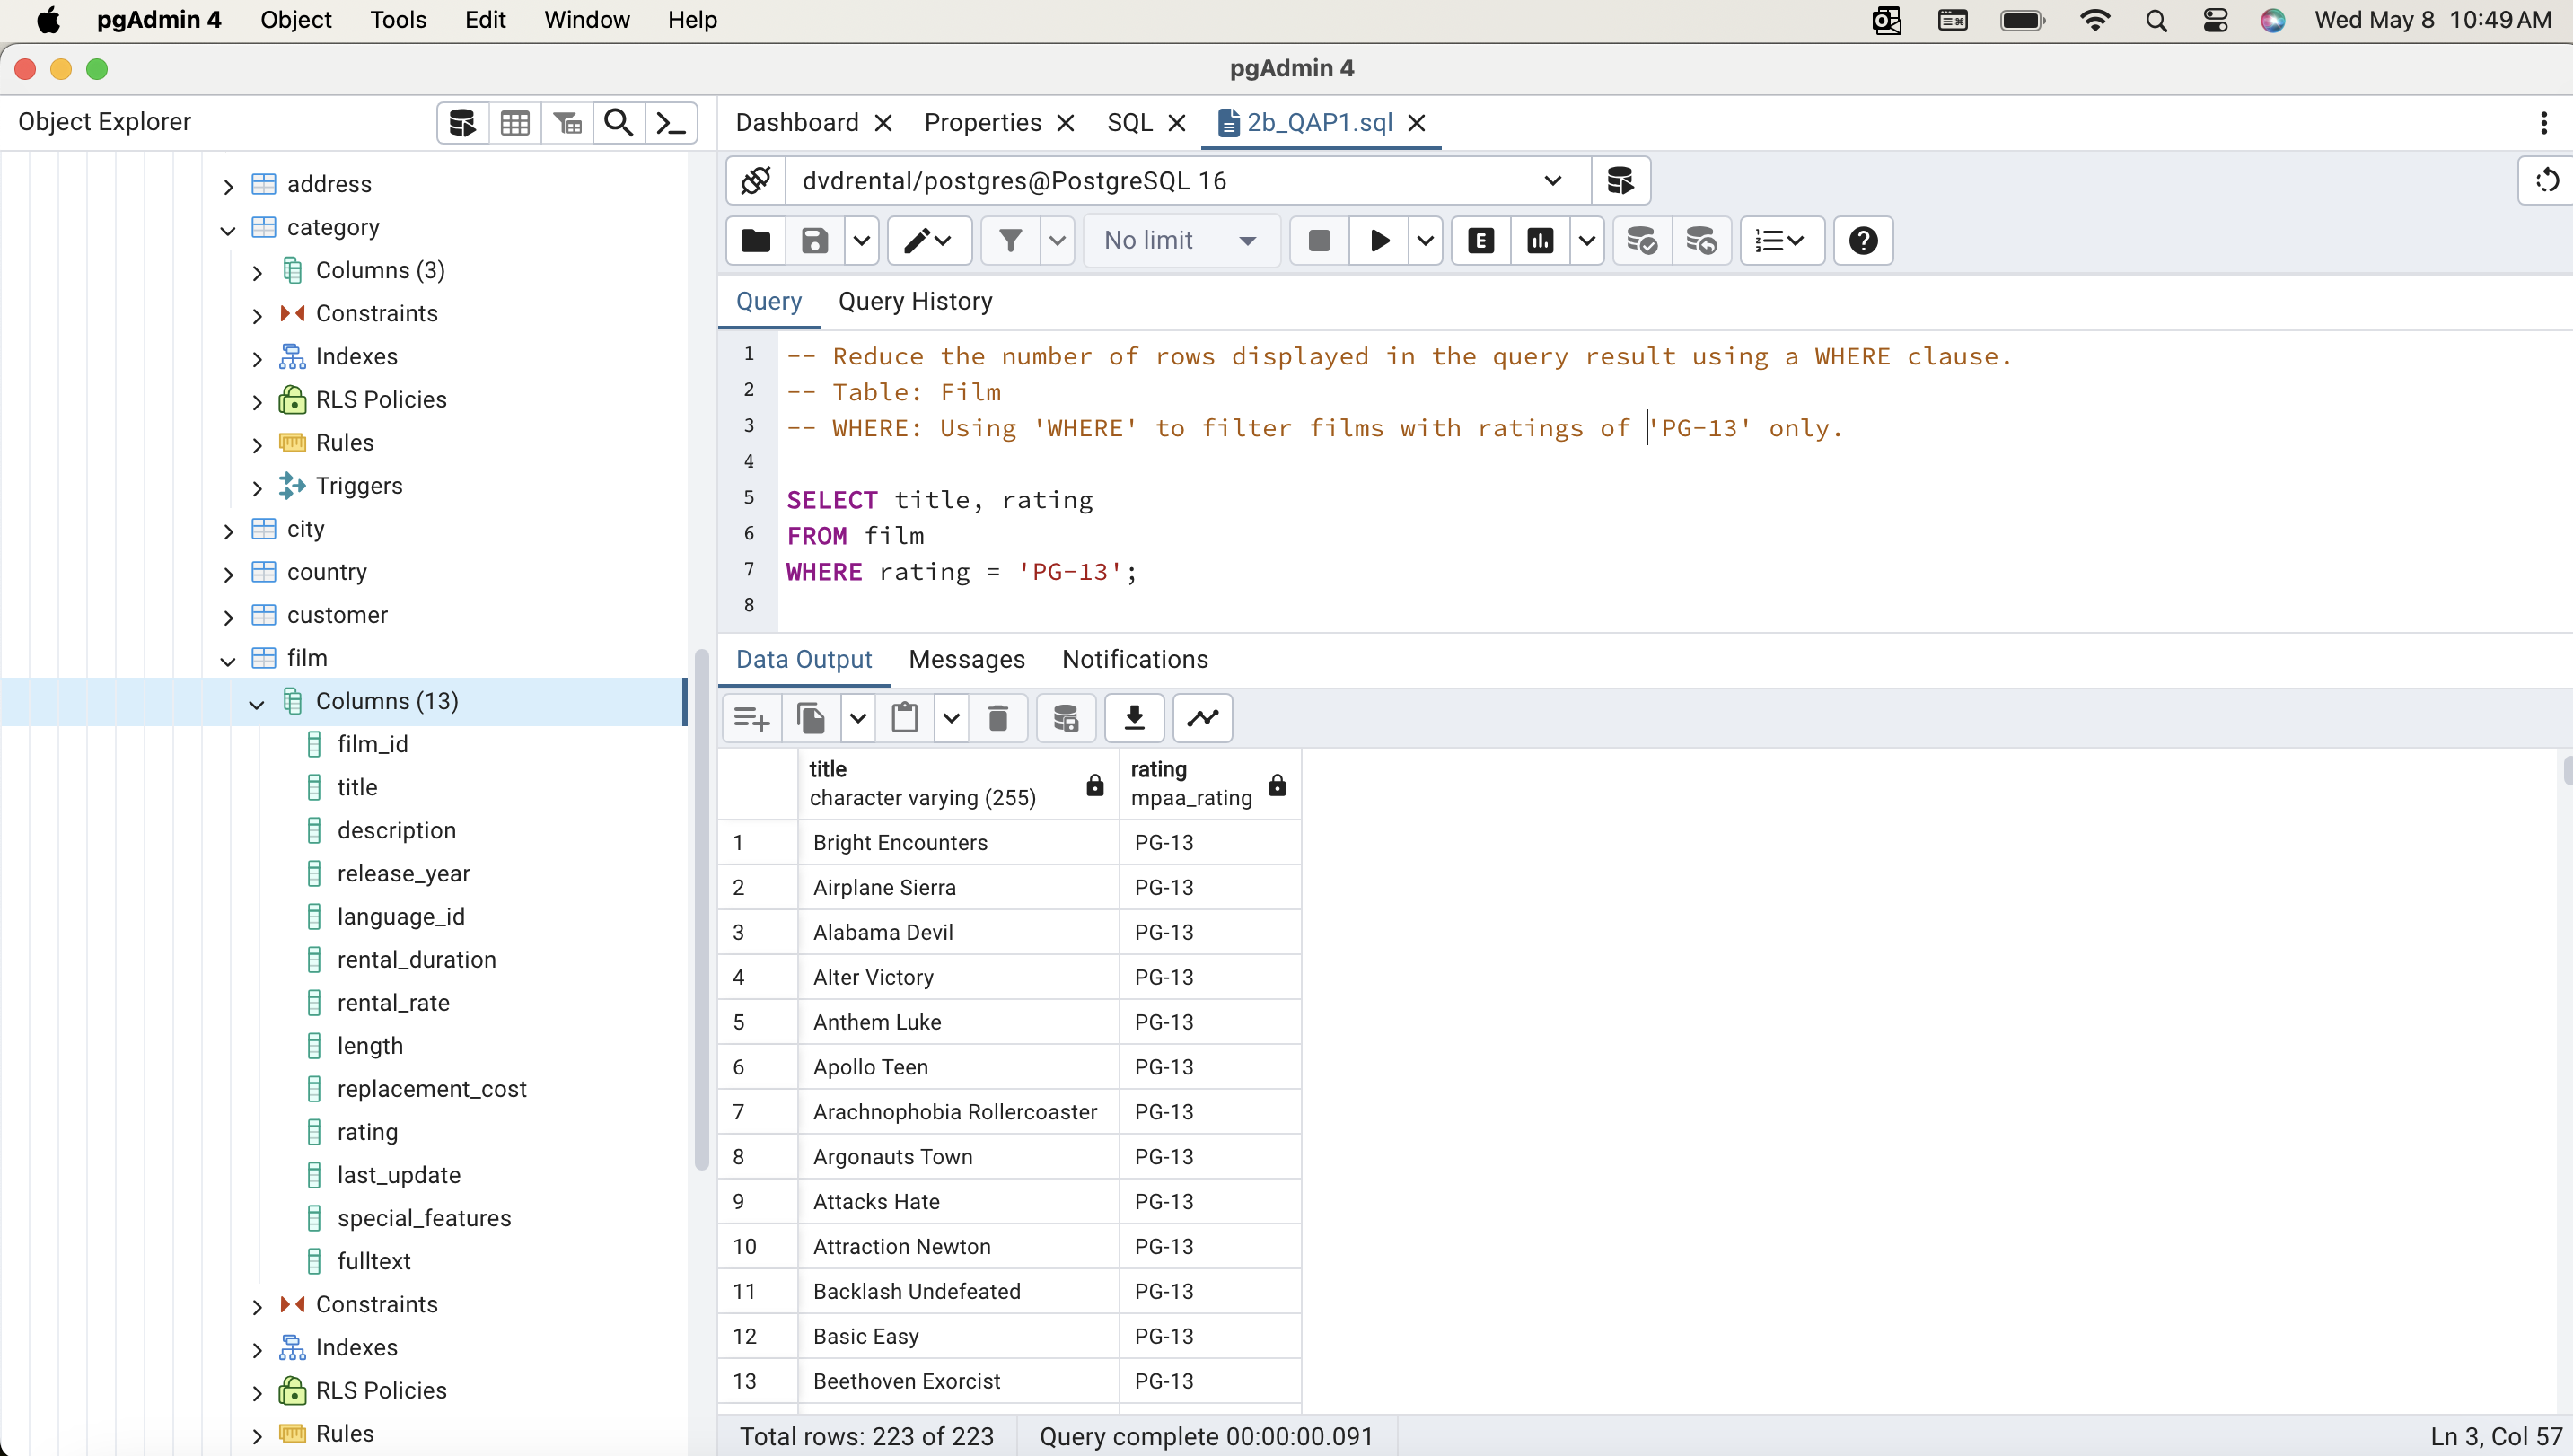 pgAdmin 4 Object Tools Edit Window Help Wed May 8 10:49 AM
pgAdmin 4
Object Explorer
address
category
Columns (3)
Constraints
Indexes
RLS Policies
Rules
Triggers
city
country
customer
film
Columns (13)
film_id
title
description
release_year
language_id
rental_duration
rental_rate
length
replacement_cost
rating
last_update
special_features
fulltext
Constraints
Indexes
RLS Policies
Rules
Dashboard Properties SQL 2b_QAP1.sql
dvdrental/postgres@PostgreSQL 16
No limit E
Query Query History
1 -- Reduce the number of rows displayed in the query result using a WHERE clause.
2 -- Table: Film
3 -- WHERE: Using 'WHERE' to filter films with ratings of 'PG-13' only.
4
5 SELECT title, rating
6 FROM film
7 WHERE rating = 'PG-13';
8
Data Output Messages Notifications
title rating
character varying (255) mpaa_rating
1 Bright Encounters PG-13
2 Airplane Sierra PG-13
3 Alabama Devil PG-13
4 Alter Victory PG-13
5 Anthem Luke PG-13
6 Apollo Teen PG-13
7 Arachnophobia Rollercoaster PG-13
8 Argonauts Town PG-13
9 Attacks Hate PG-13
10 Attraction Newton PG-13
11 Backlash Undefeated PG-13
12 Basic Easy PG-13
13 Beethoven Exorcist PG-13
Total rows: 223 of 223 Query complete 00:00:00.091 Ln 3, Col 57